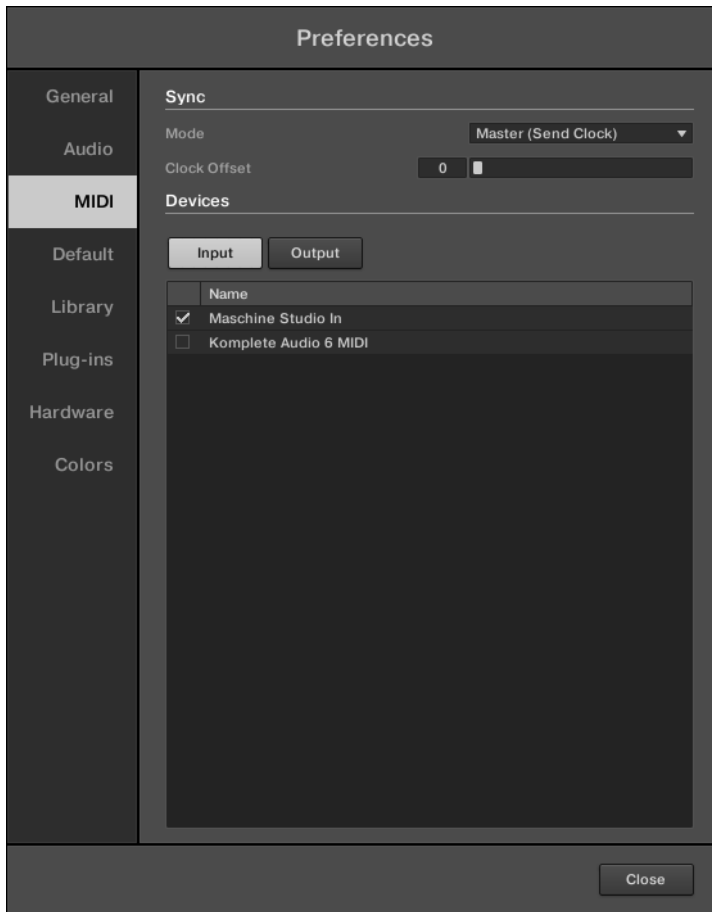 Preferences
General
Audio
MIDI
Default
Library
Plug-ins
Hardware
Colors
Sync
Mode
Master (Send Clock)
Clock Offset
0
Devices
Input
Output
Name
Maschine Studio In
Komplete Audio 6 MIDI
Close